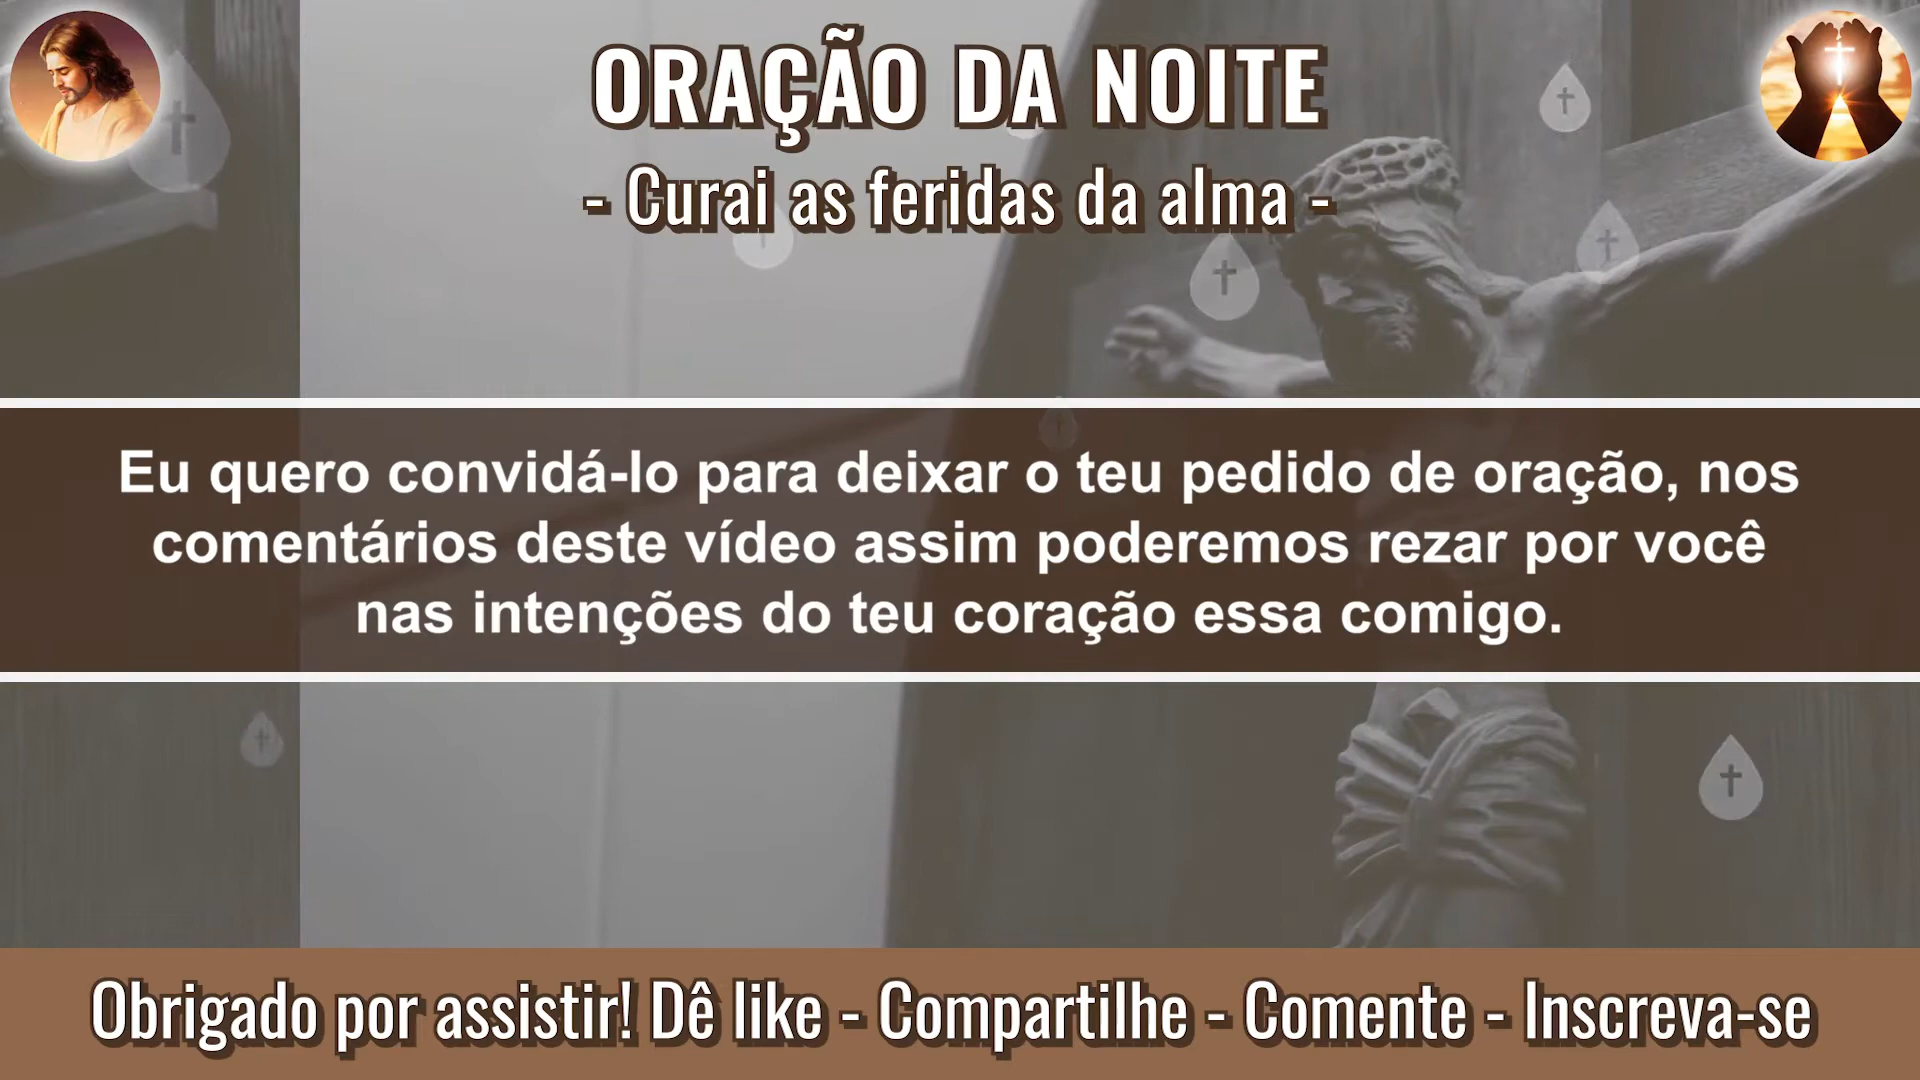 ORAÇÃO DA NOITE
- Curai as feridas da alma -
Eu quero convidá-lo para deixar o teu pedido de oração, nos
comentários deste vídeo assim poderemos rezar por você
nas intenções do teu coração essa comigo.
Obrigado por assistir! Dê like - Compartilhe - Comente - Inscreva-se